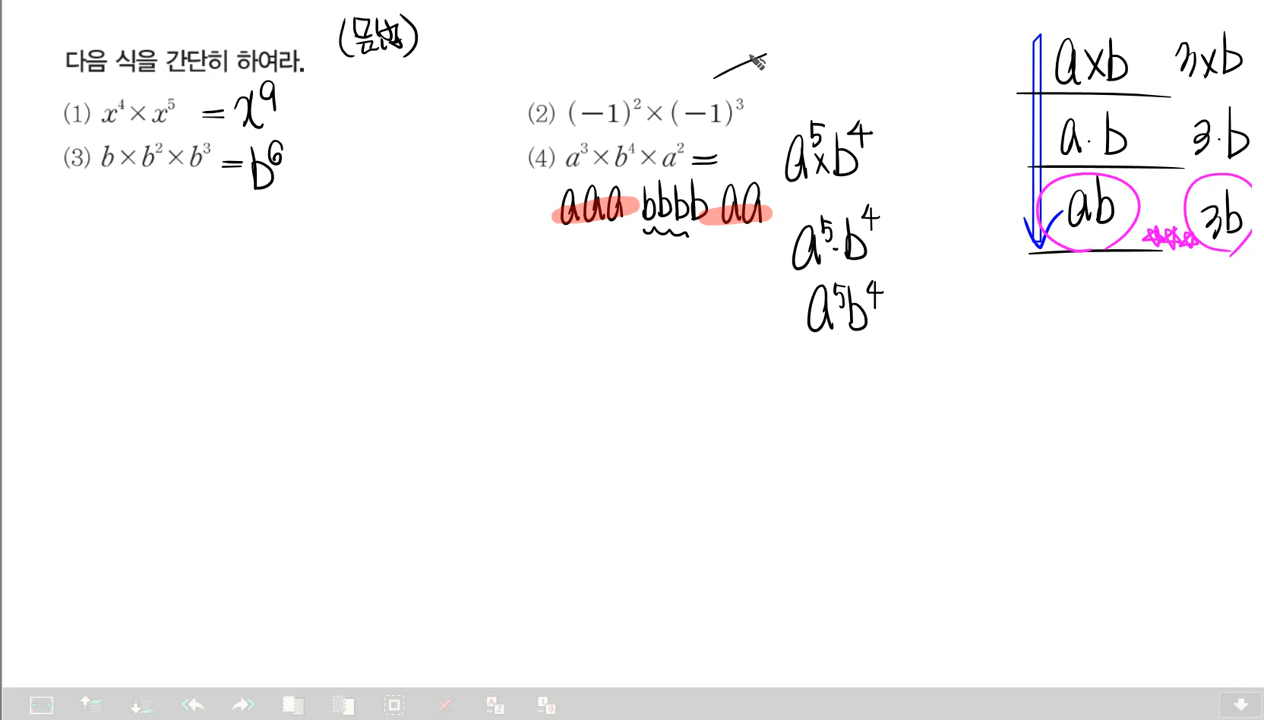 (문법)
다음 식을 간단히 하여라.
(1) x⁴ × x⁵ = x⁹
(2) (−1)² × (−1)³
(3) b × b² × b³ = b⁶
(4) a³ × b⁴ × a² = a⁵ × b⁴
aaa bbbb aa
a⁵·b⁴
a⁵b⁴
a×b 3×b
a·b 3·b
ab 3b